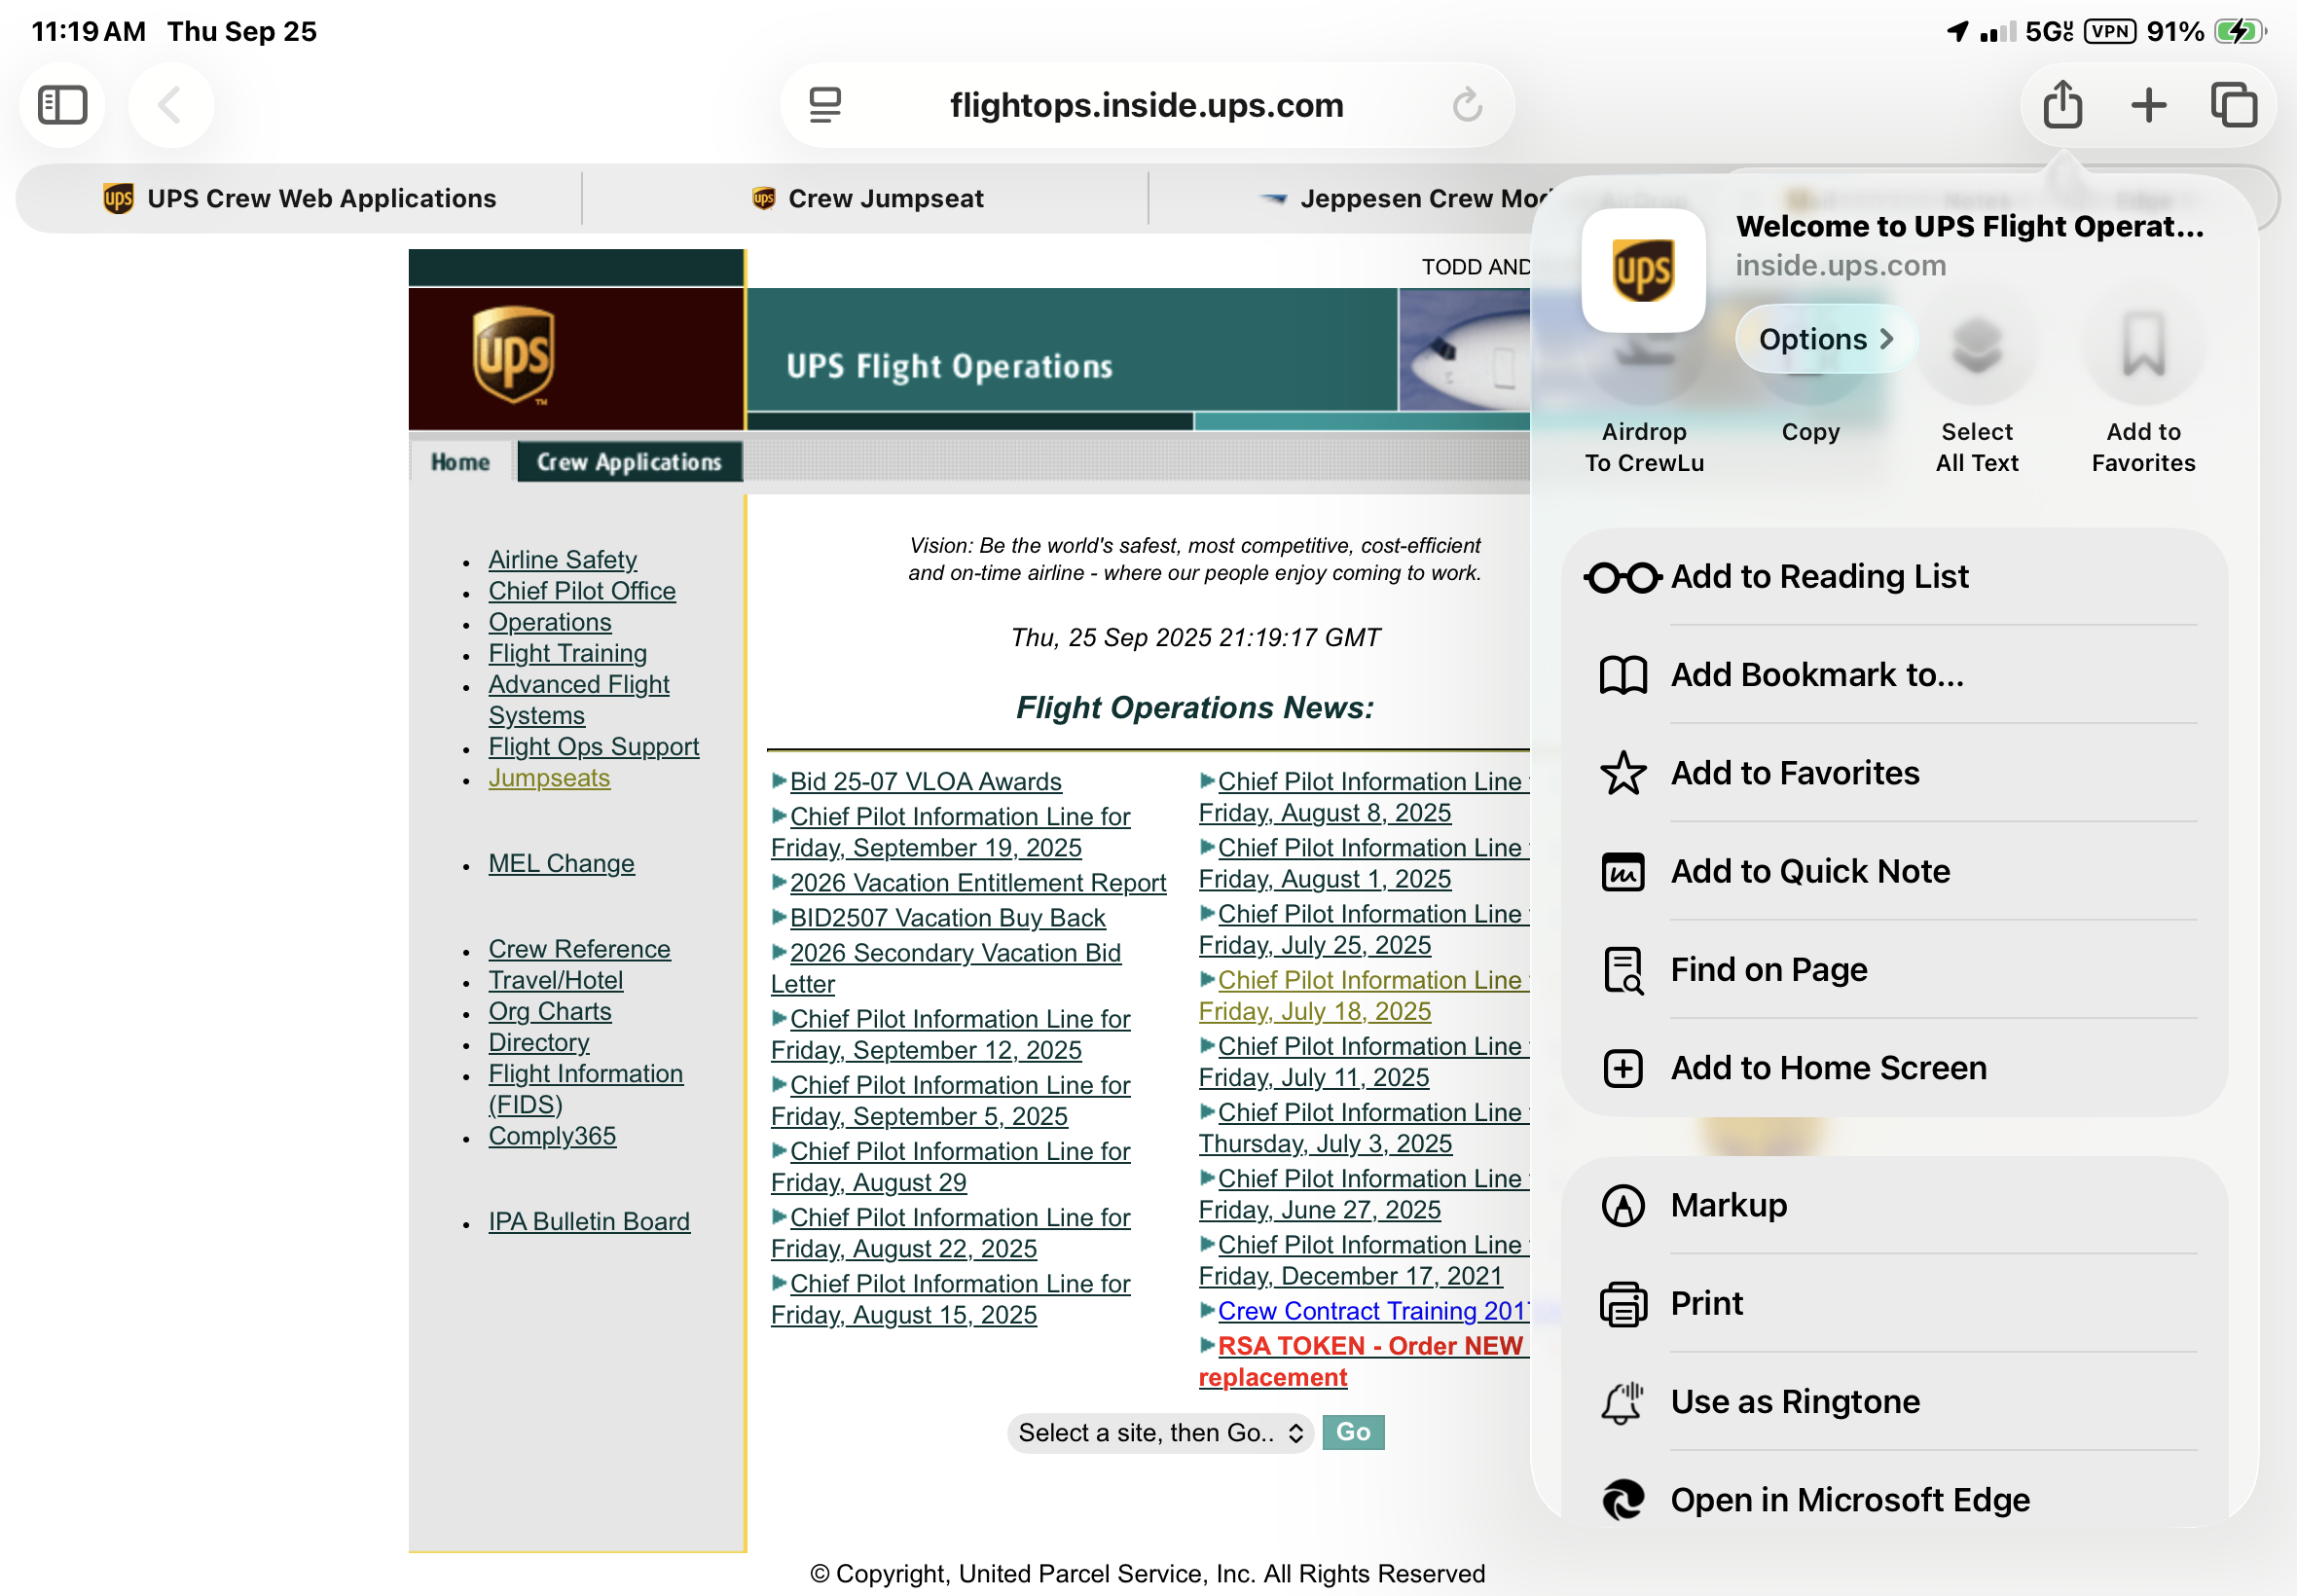 11:19 AM Thu Sep 25
5G VPN 91%
flightops.inside.ups.com
UPS Crew Web Applications
Crew Jumpseat
Jeppesen Crew
TODD
ups
TM
UPS Flight Operations
Home
Crew Applications
Airline Safety
Chief Pilot Office
Operations
Flight Training
Advanced Flight
Systems
Flight Ops Support
Jumpseats
MEL Change
Crew Reference
Travel/Hotel
Org Charts
Directory
Flight Information
(FIDS)
Comply365
IPA Bulletin Board
Vision: Be the world's safest, most competitive, cost-efficient
and on-time airline - where our people enjoy coming to work.
Thu, 25 Sep 2025 21:19:17 GMT
Flight Operations News:
Bid 25-07 VLOA Awards
Chief Pilot Information Line for
Friday, September 19, 2025
2026 Vacation Entitlement Report
BID2507 Vacation Buy Back
2026 Secondary Vacation Bid
Letter
Chief Pilot Information Line for
Friday, September 12, 2025
Chief Pilot Information Line for
Friday, September 5, 2025
Chief Pilot Information Line for
Friday, August 29
Chief Pilot Information Line for
Friday, August 22, 2025
Chief Pilot Information Line for
Friday, August 15, 2025
Chief Pilot Information Line
Friday, August 8, 2025
Chief Pilot Information Line
Friday, August 1, 2025
Chief Pilot Information Line
Friday, July 25, 2025
Chief Pilot Information Line
Friday, July 18, 2025
Chief Pilot Information Line
Friday, July 11, 2025
Chief Pilot Information Line
Thursday, July 3, 2025
Chief Pilot Information Line
Friday, June 27, 2025
Chief Pilot Information Line
Friday, December 17, 2021
Crew Contract Training 2017
RSA TOKEN - Order NEW
replacement
Select a site, then Go..
Go
© Copyright, United Parcel Service, Inc. All Rights Reserved
ups
Welcome to UPS Flight Operat...
inside.ups.com
Options
Airdrop
To CrewLu
Copy
Select
All Text
Add to
Favorites
Add to Reading List
Add Bookmark to...
Add to Favorites
Add to Quick Note
Find on Page
Add to Home Screen
Markup
Print
Use as Ringtone
Open in Microsoft Edge